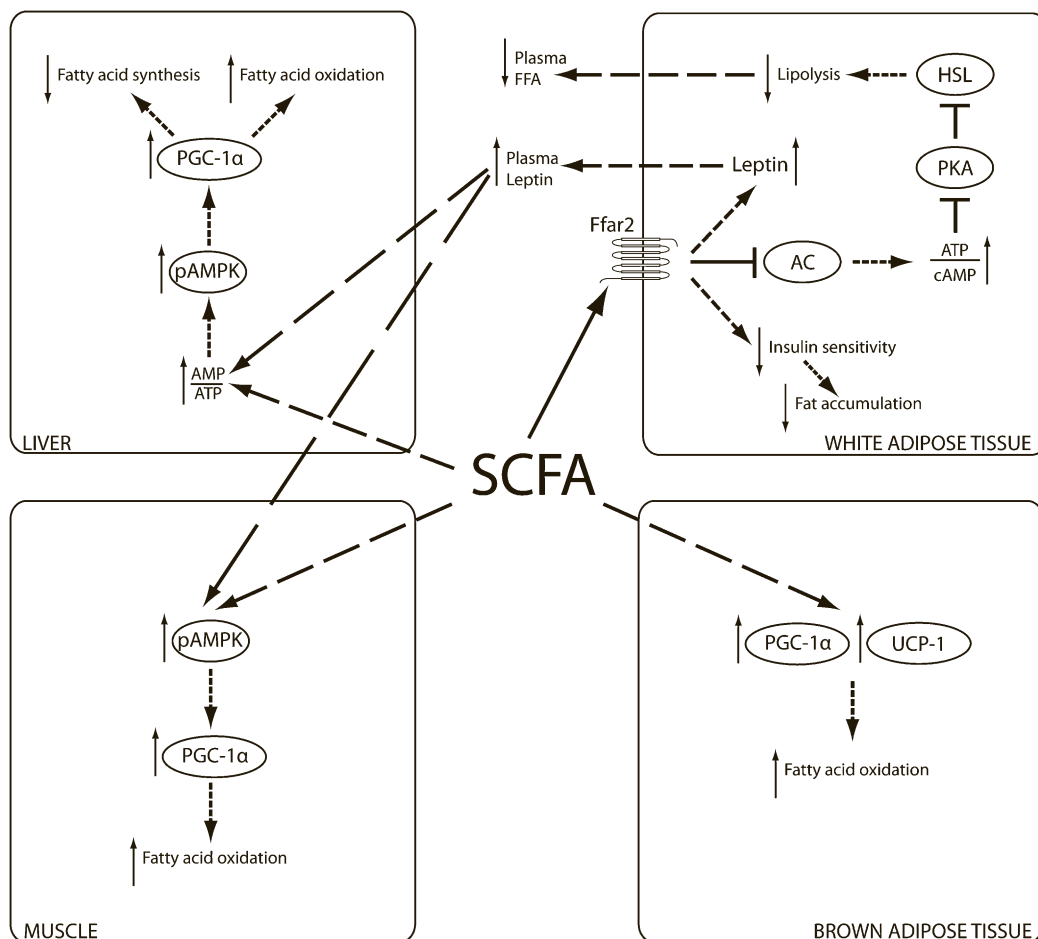 Fatty acid synthesis
Fatty acid oxidation
PGC-1α
pAMPK
AMP
ATP
LIVER
Plasma
FFA
Plasma
Leptin
Lipolysis
HSL
Leptin
PKA
Ffar2
AC
ATP
cAMP
Insulin sensitivity
Fat accumulation
WHITE ADIPOSE TISSUE
SCFA
pAMPK
PGC-1α
Fatty acid oxidation
MUSCLE
PGC-1α
UCP-1
Fatty acid oxidation
BROWN ADIPOSE TISSUE